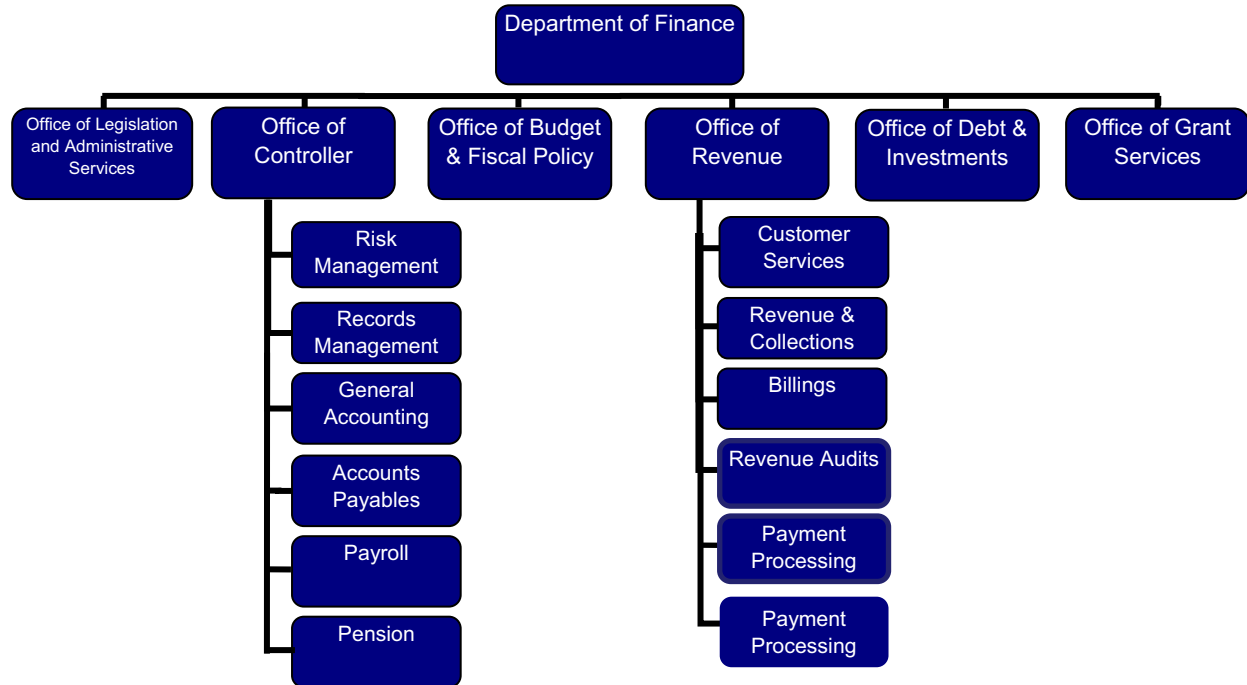 Department of Finance
Office of Legislation
and Administrative
Services
Office of
Controller
Office of Budget
& Fiscal Policy
Office of
Revenue
Office of Debt &
Investments
Office of Grant
Services
Risk
Management
Records
Management
General
Accounting
Accounts
Payables
Payroll
Pension
Customer
Services
Revenue &
Collections
Billings
Revenue Audits
Payment
Processing
Payment
Processing